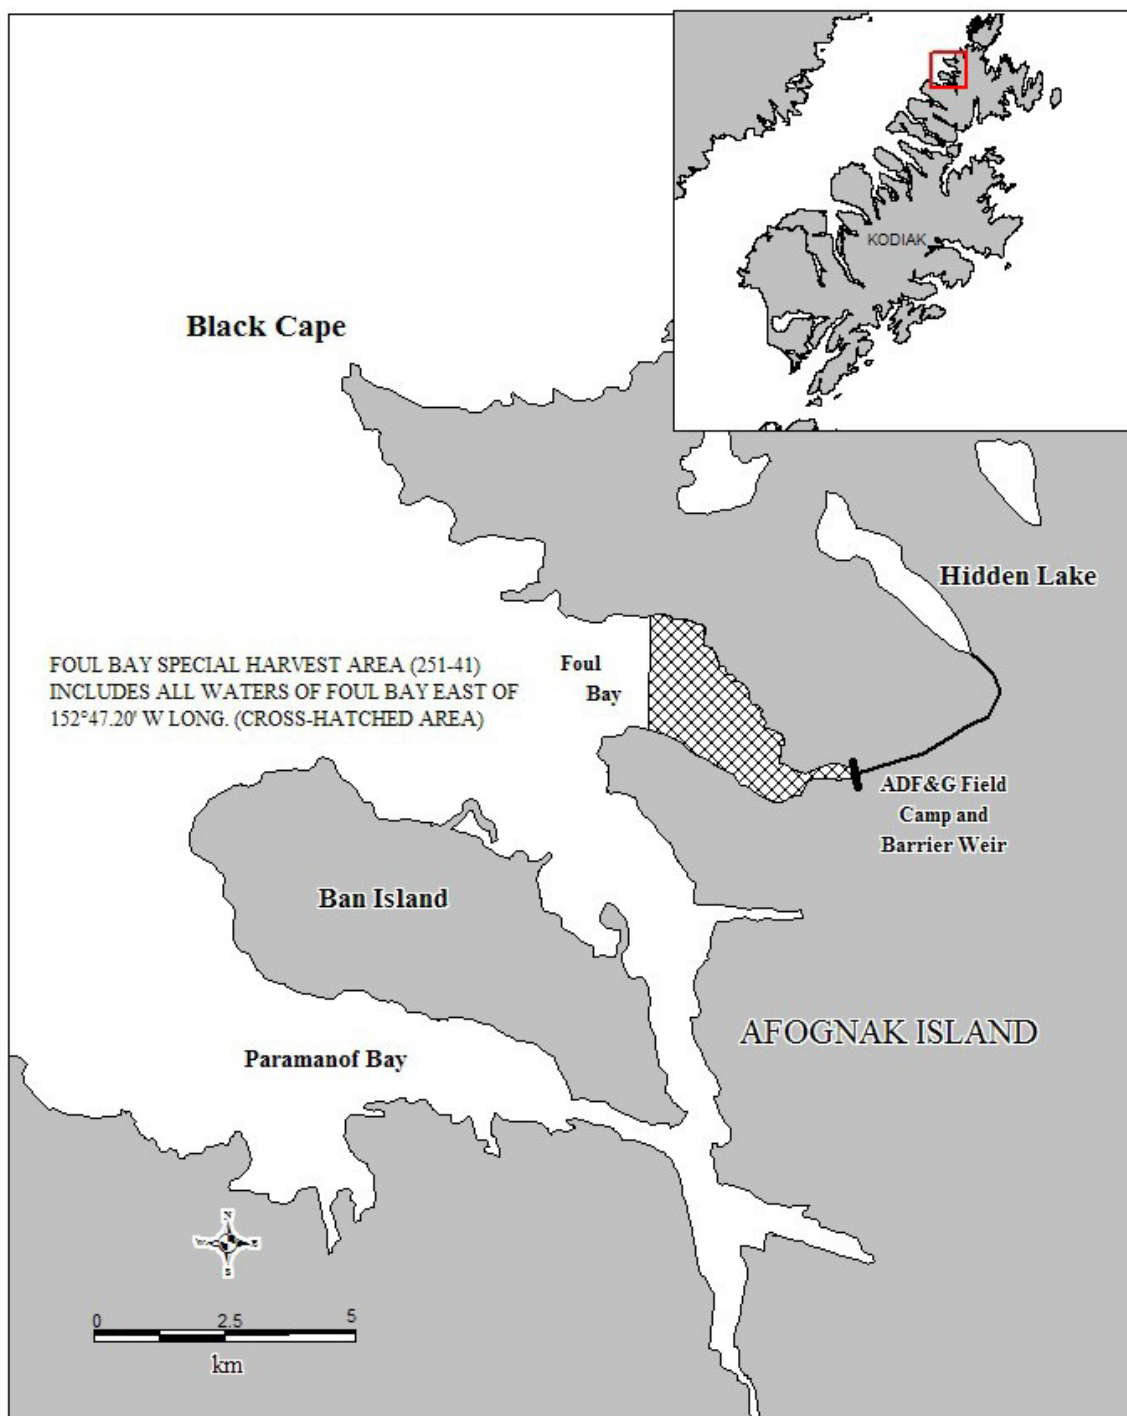 KODIAK
Black Cape
Hidden Lake
FOUL BAY SPECIAL HARVEST AREA (251-41)
INCLUDES ALL WATERS OF FOUL BAY EAST OF
152°47.20' W LONG. (CROSS-HATCHED AREA)
Foul
Bay
ADF&G Field
Camp and
Barrier Weir
Ban Island
AFOGNAK ISLAND
Paramanof Bay
N
W
E
S
0 2.5 5
km